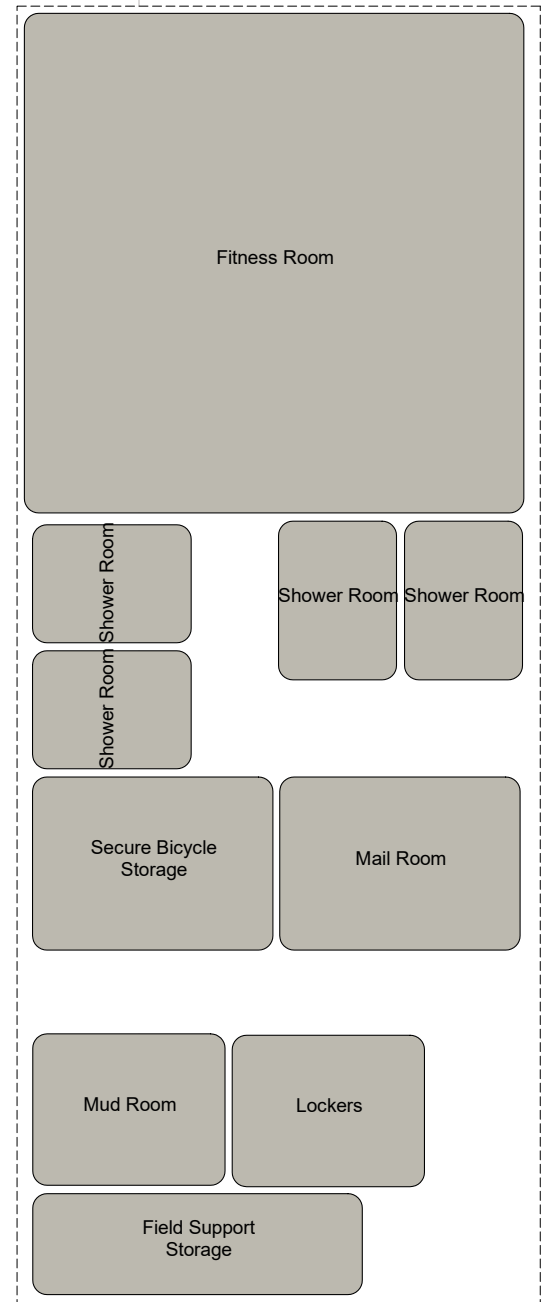 Fitness Room
Shower Room
Shower Room
Shower Room
Shower Room
Secure Bicycle
Storage
Mail Room
Mud Room
Lockers
Field Support
Storage